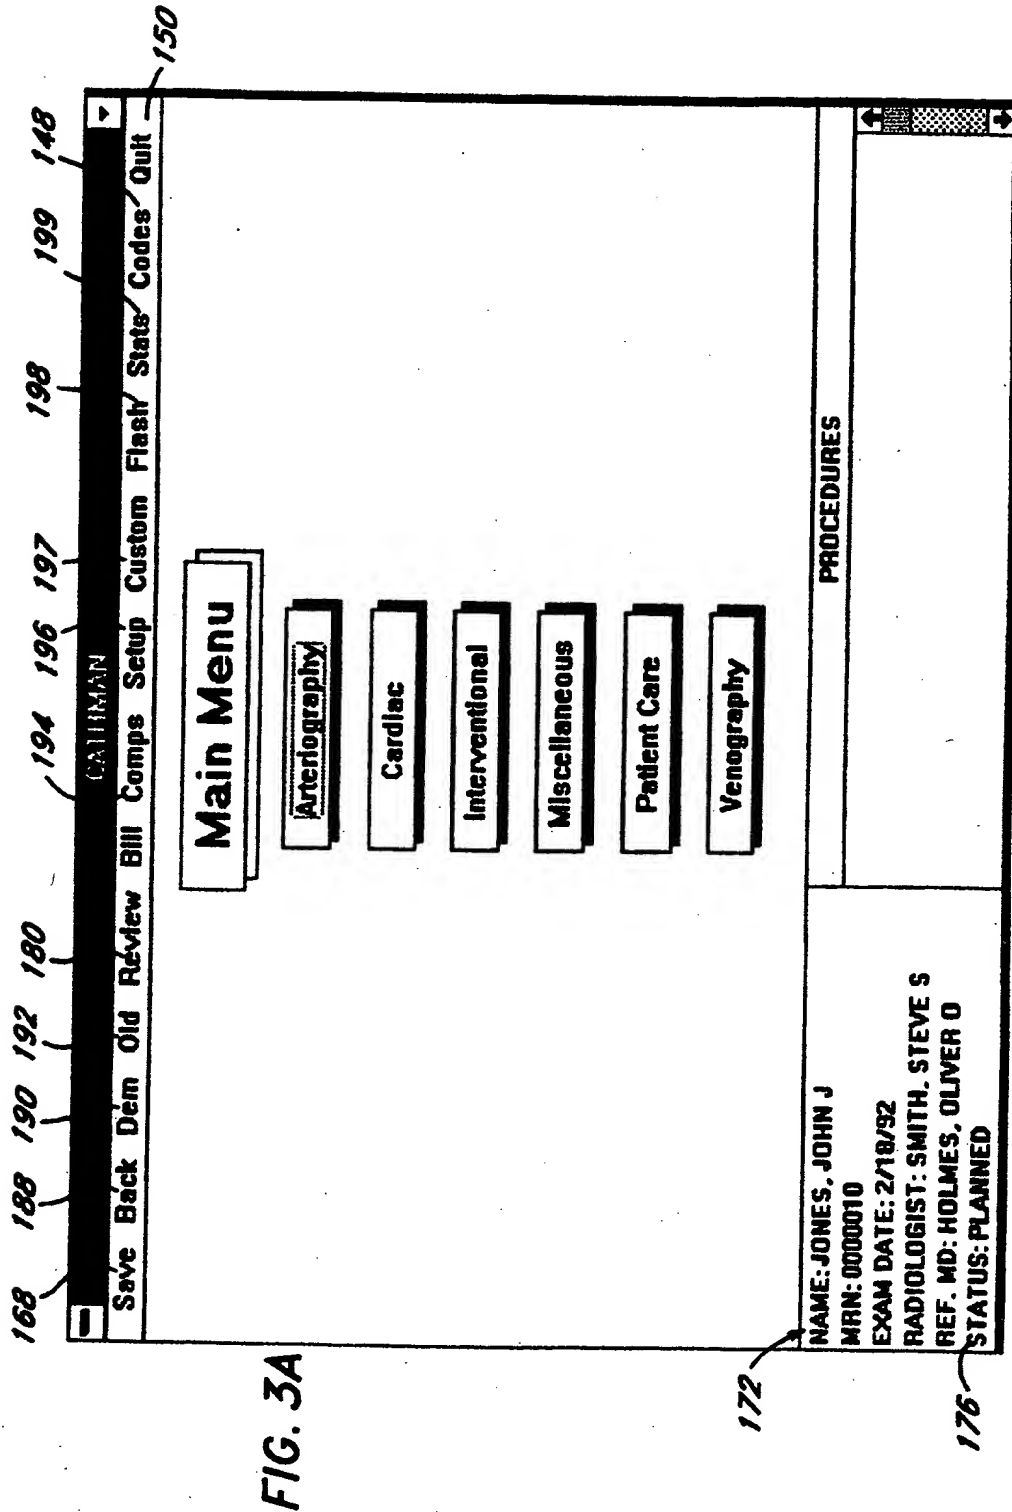 168 188 190 192 180 194 196 197 198 199 148
150
CATHMAN
Save Back Dem Old Review Bill Comps Setup Custom Flash Stats Codes Quit
Main Menu
Arteriography
Cardiac
Interventional
Miscellaneous
Patient Care
Venography
172
NAME: JONES, JOHN J
MRN: 0000010
EXAM DATE: 2/18/92
RADIOLOGIST: SMITH, STEVE S
REF. MD: HOLMES, OLIVER O
STATUS: PLANNED
176
PROCEDURES
FIG. 3A